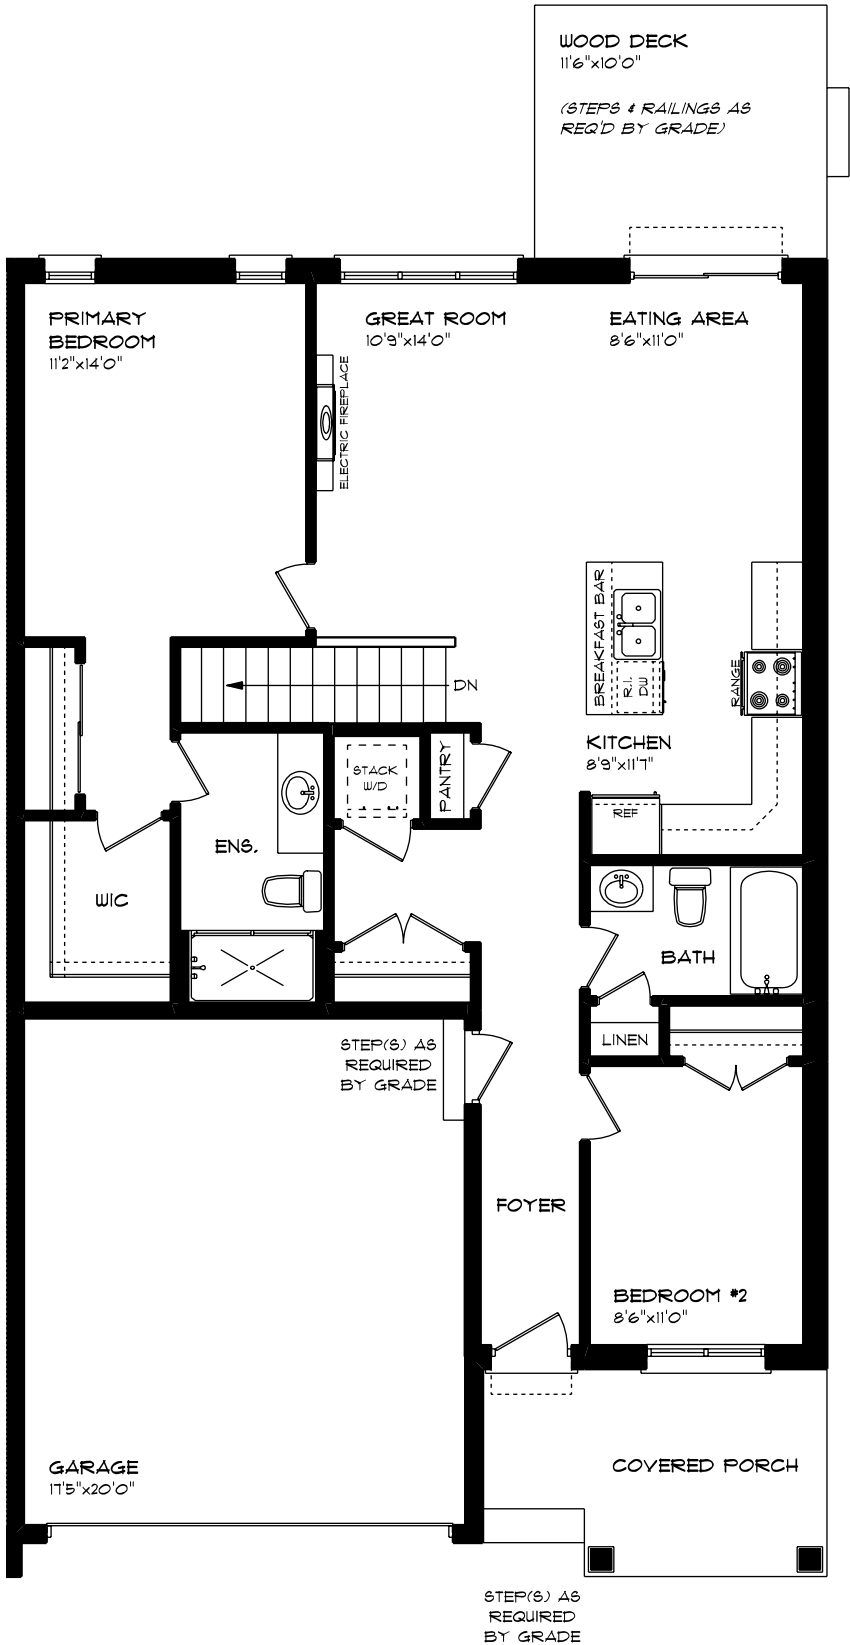 WOOD DECK
11'6"x10'0"
(STEPS & RAILINGS AS
REQ'D BY GRADE)
PRIMARY
BEDROOM
11'2"x14'0"
GREAT ROOM
10'9"x14'0"
EATING AREA
8'6"x11'0"
ELECTRIC FIREPLACE
BREAKFAST BAR
R.I.
DW
RANGE
DN
KITCHEN
8'9"x11'7"
STACK
W/D
PANTRY
REF
ENS.
WIC
BATH
LINEN
STEP(S) AS
REQUIRED
BY GRADE
FOYER
BEDROOM #2
8'6"x11'0"
GARAGE
17'5"x20'0"
COVERED PORCH
STEP(S) AS
REQUIRED
BY GRADE